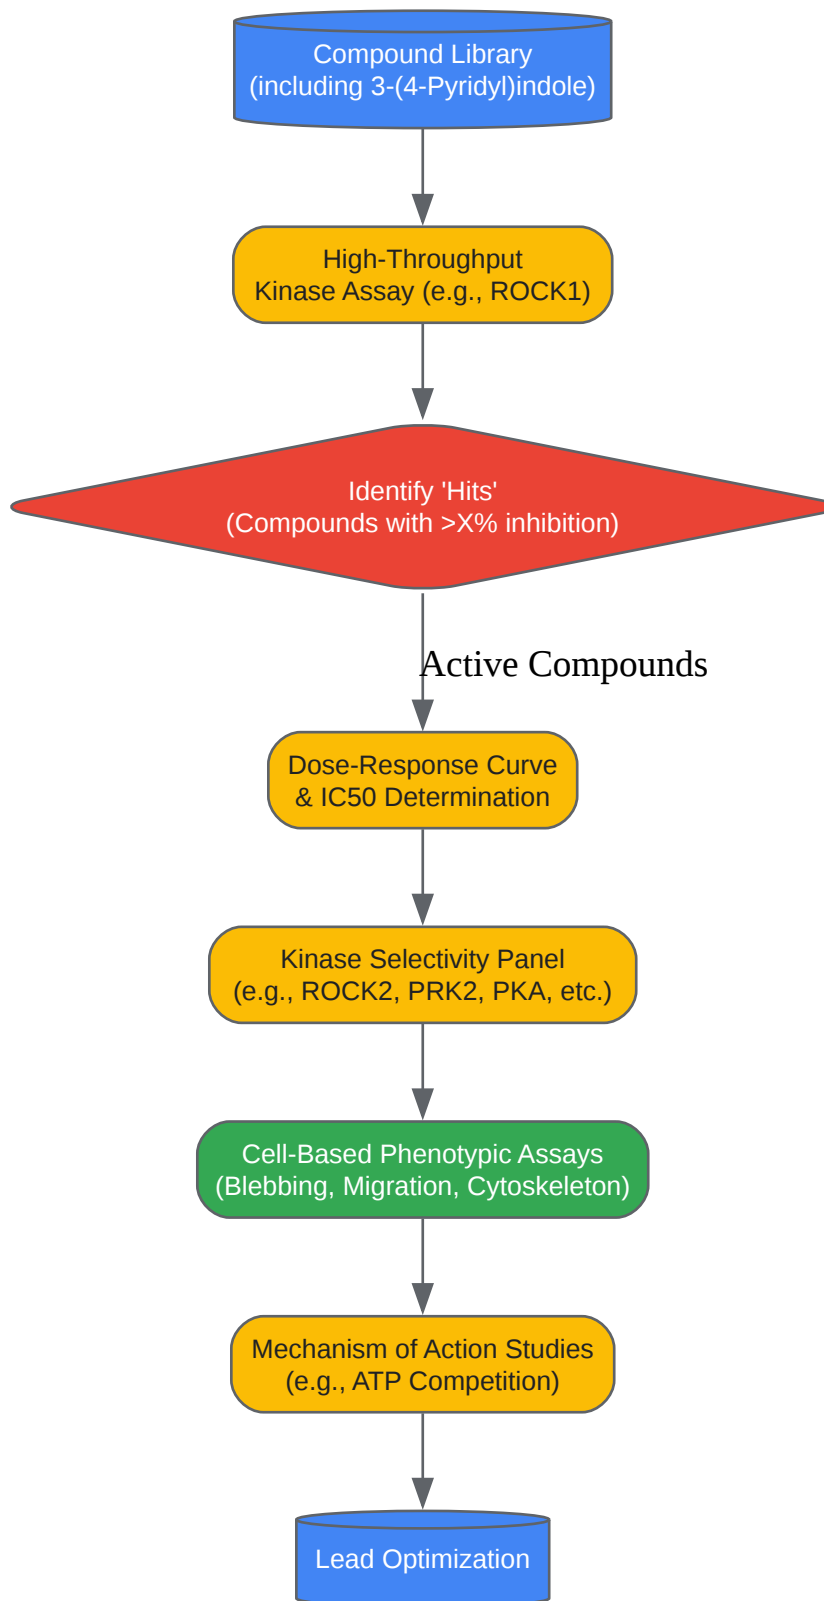 Compound Library
(including 3-(4-Pyridyl)indole)
High-Throughput
Kinase Assay (e.g., ROCK1)
Identify 'Hits'
(Compounds with >X% inhibition)
Active Compounds
Dose-Response Curve
& IC50 Determination
Kinase Selectivity Panel
(e.g., ROCK2, PRK2, PKA, etc.)
Cell-Based Phenotypic Assays
(Blebbing, Migration, Cytoskeleton)
Mechanism of Action Studies
(e.g., ATP Competition)
Lead Optimization